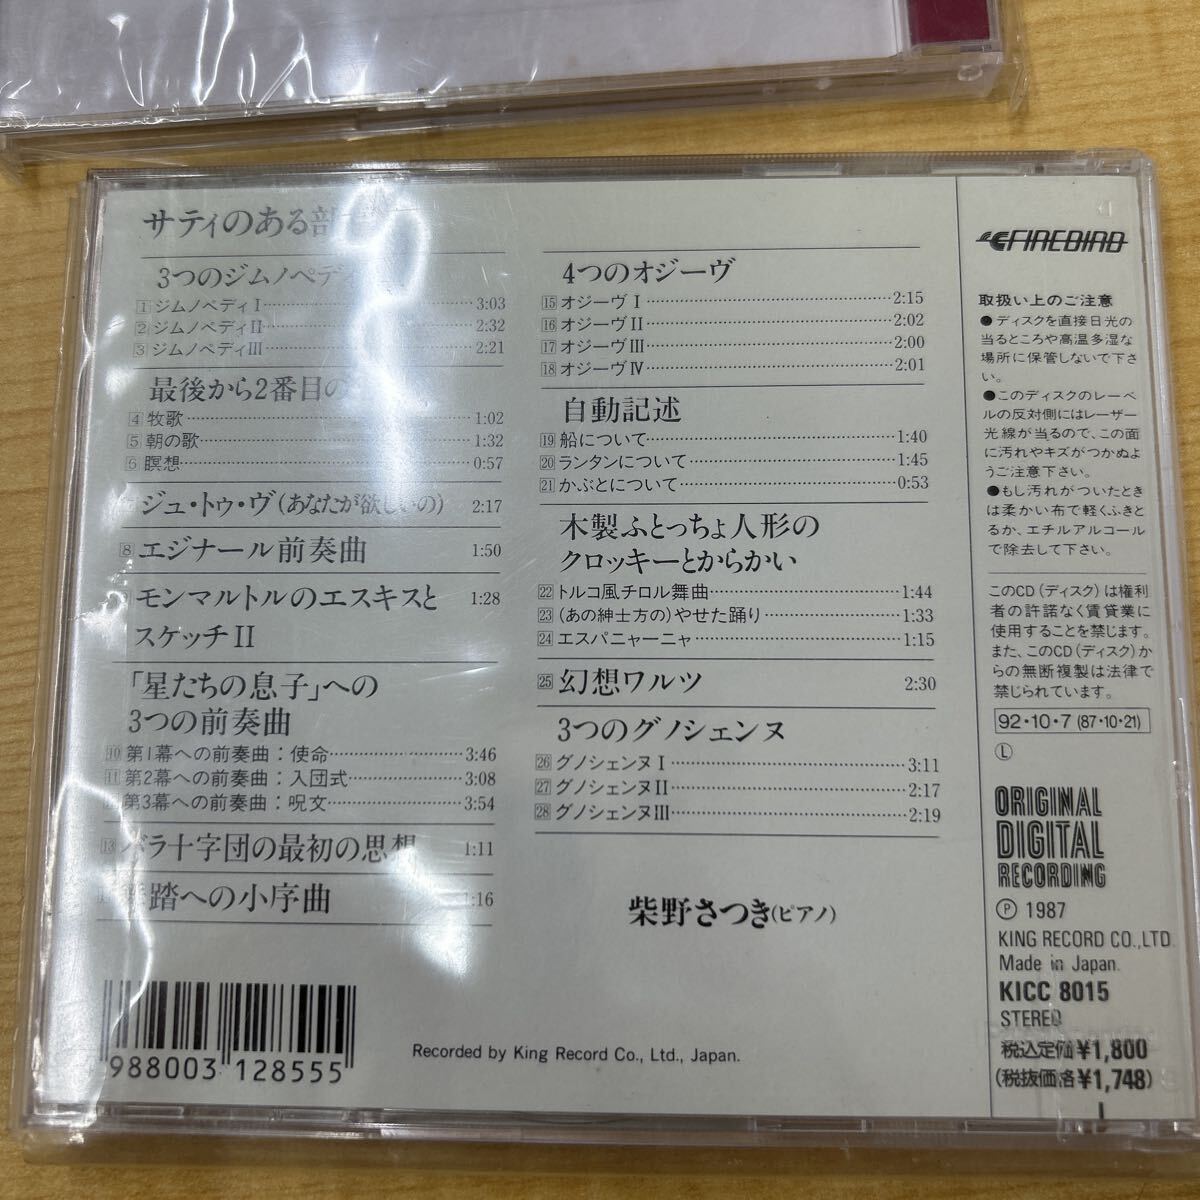 サティのある部
3つのジムノペディ
1 ジムノペディ I 3:03
2 ジムノペディ II 2:32
3 ジムノペディ III 2:21
最後から2番目の
4 牧歌 1:02
5 朝の歌 1:32
6 瞑想 0:57
ジュ・トゥ・ヴ(あなたが欲しいの) 2:17
8 エジナール前奏曲 1:50
モンマルトルのエスキスと 1:28
スケッチII
「星たちの息子」への
3つの前奏曲
10 第1幕への前奏曲：使命 3:46
11 第2幕への前奏曲：入団式 3:08
第3幕への前奏曲：呪文 3:54
13 バラ十字団の最初の思想 1:11
踏への小序曲 1:16
4つのオジーヴ
15 オジーヴ I 2:15
16 オジーヴ II 2:02
17 オジーヴ III 2:00
18 オジーヴ IV 2:01
自動記述
19 船について 1:40
20 ランタンについて 1:45
21 かぶとについて 0:53
木製ふとっちょ人形の
クロッキーとからかい
22 トルコ風チロル舞曲 1:44
23 (あの紳士方の)やせた踊り 1:33
24 エスパニャーニャ 1:15
25 幻想ワルツ 2:30
3つのグノシェンヌ
26 グノシェンヌ I 3:11
27 グノシェンヌ II 2:17
28 グノシェンヌ III 2:19
柴野さつき(ピアノ)
988003 128555
Recorded by King Record Co., Ltd., Japan.
FIREBIRD
取扱い上のご注意
●ディスクを直接日光の
当るところや高温多湿な
場所に保管しないで下さ
い。
●このディスクのレーベ
ルの反対側にはレーザー
光線が当るので、この面
に汚れやキズがつかぬよ
うご注意下さい。
●もし汚れがついたとき
は柔かい布で軽くふきと
るか、エチルアルコール
で除去して下さい。
このCD(ディスク)は権利
者の許諾なく賃貸業に
使用することを禁じます。
また、このCD(ディスク)か
らの無断複製は法律で
禁じられています。
92・10・7 (87・10・21)
Ⓛ
ORIGINAL
DIGITAL
RECORDING
Ⓟ 1987
KING RECORD CO.,LTD.
Made in Japan.
KICC 8015
STEREO
税込定価¥1,800
(税抜価格¥1,748)